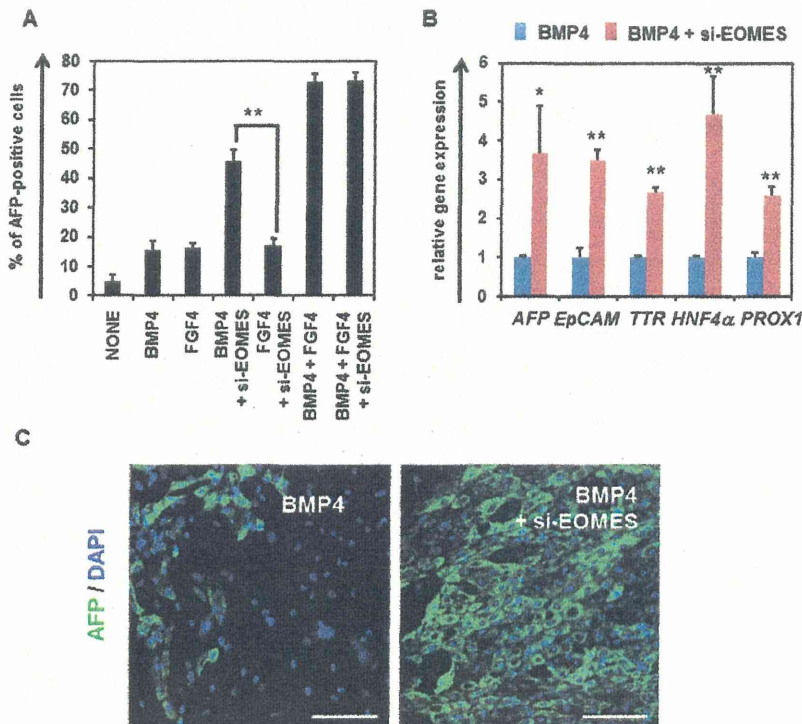 A
% of AFP-positive cells
80
70
60
50
40
30
20
10
0
**
NONE
BMP4
FGF4
BMP4
+ si-EOMES
FGF4
+ si-EOMES
BMP4 + FGF4
BMP4 + FGF4
+ si-EOMES
B
BMP4
BMP4 + si-EOMES
relative gene expression
6
5
4
3
2
1
0
*
**
**
**
**
AFP EpCAM TTR HNF4α PROX1
C
AFP / DAPI
BMP4
BMP4
+ si-EOMES